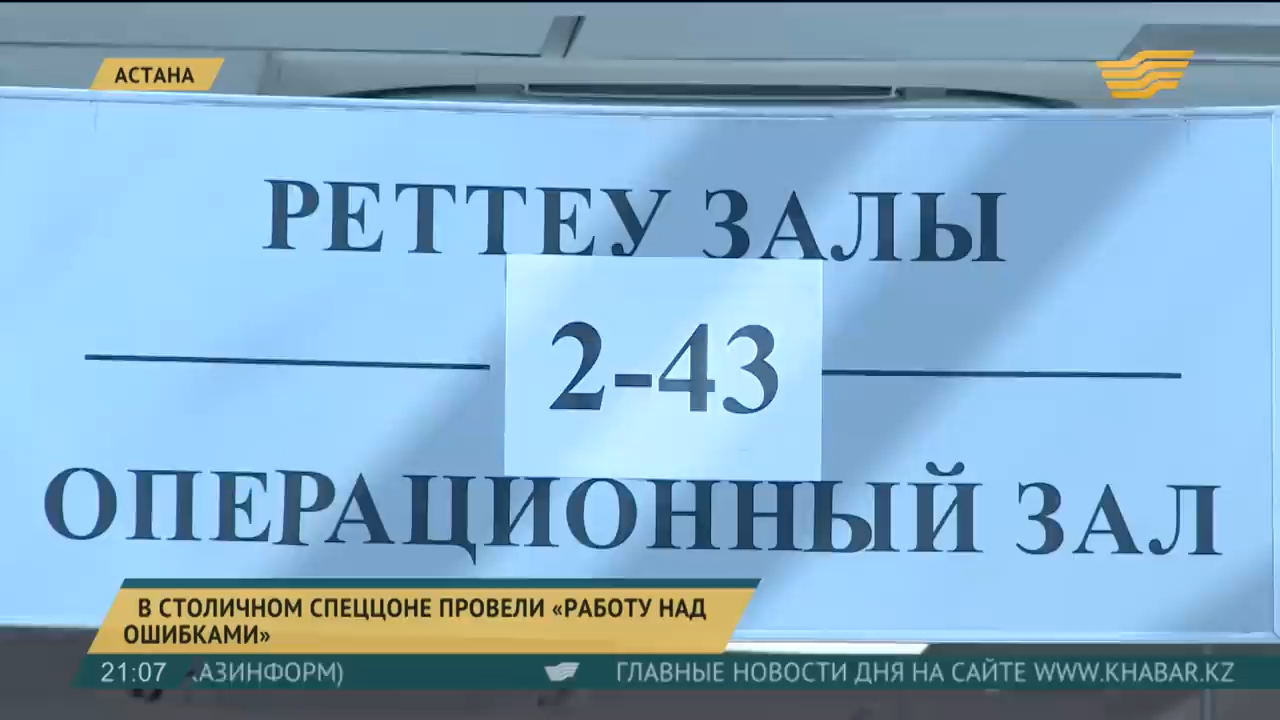 АСТАНА
РЕТТЕУ ЗАЛЫ
2-43
ОПЕРАЦИОННЫЙ ЗАЛ
В СТОЛИЧНОМ СПЕЦЦОНЕ ПРОВЕЛИ «РАБОТУ НАД
ОШИБКАМИ»
21:07 АЗИНФОРМ) ГЛАВНЫЕ НОВОСТИ ДНЯ НА САЙТЕ WWW.KHABAR.KZ